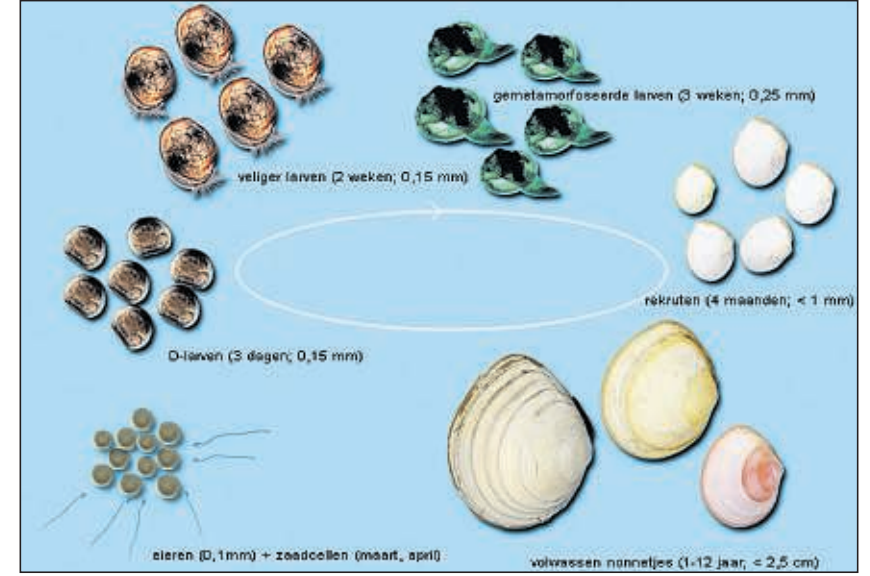 gemetamorfoseerde larven (3 weken; 0,25 mm)
veliger larven (2 weken; 0,15 mm)
rekruten (4 maanden; < 1 mm)
D-larven (3 dagen; 0,15 mm)
eieren (0,1mm) + zaadcellen (maart, april)
volwassen nonnetjes (1-12 jaar; < 2,5 cm)